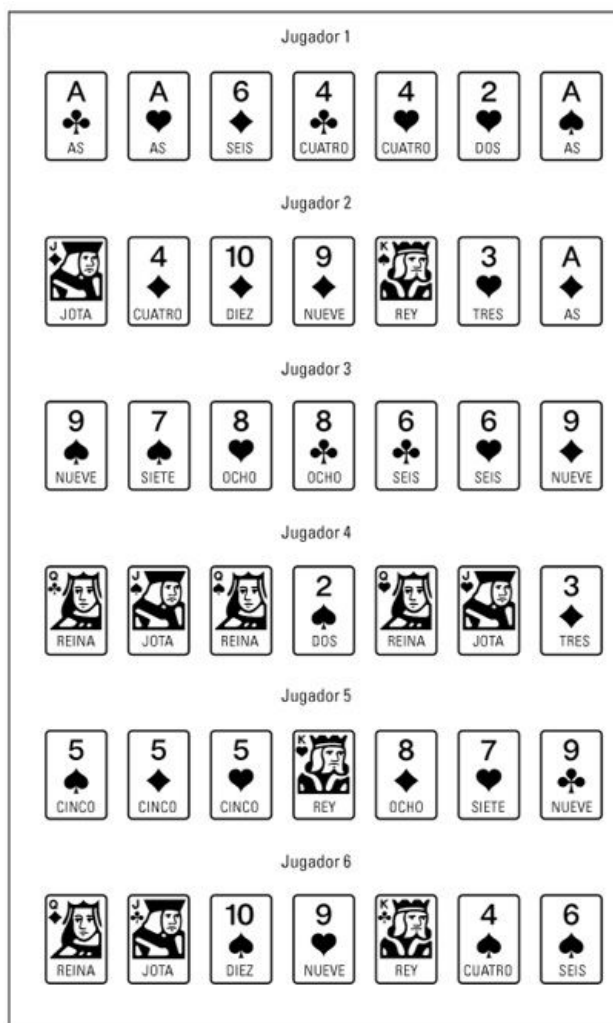 Jugador 1
A A 6 4 4 2 A
AS AS SEIS CUATRO CUATRO DOS AS
Jugador 2
J 4 10 9 K 3 A
JOTA CUATRO DIEZ NUEVE REY TRES AS
Jugador 3
9 7 8 8 6 6 9
NUEVE SIETE OCHO OCHO SEIS SEIS NUEVE
Jugador 4
Q J Q 2 Q J 3
REINA JOTA REINA DOS REINA JOTA TRES
Jugador 5
5 5 5 K 8 7 9
CINCO CINCO CINCO REY OCHO SIETE NUEVE
Jugador 6
Q J 10 9 K 4 6
REINA JOTA DIEZ NUEVE REY CUATRO SEIS